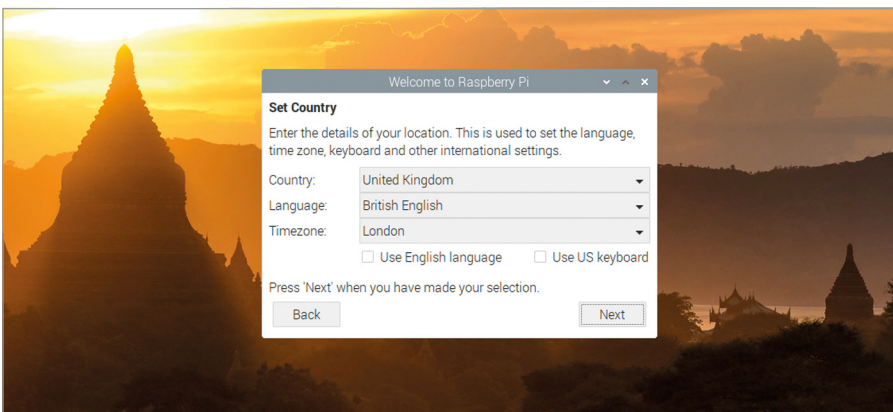 Welcome to Raspberry Pi
Set Country
Enter the details of your location. This is used to set the language,
time zone, keyboard and other international settings.
Country: United Kingdom
Language: British English
Timezone: London
Use English language Use US keyboard
Press 'Next' when you have made your selection.
Back Next